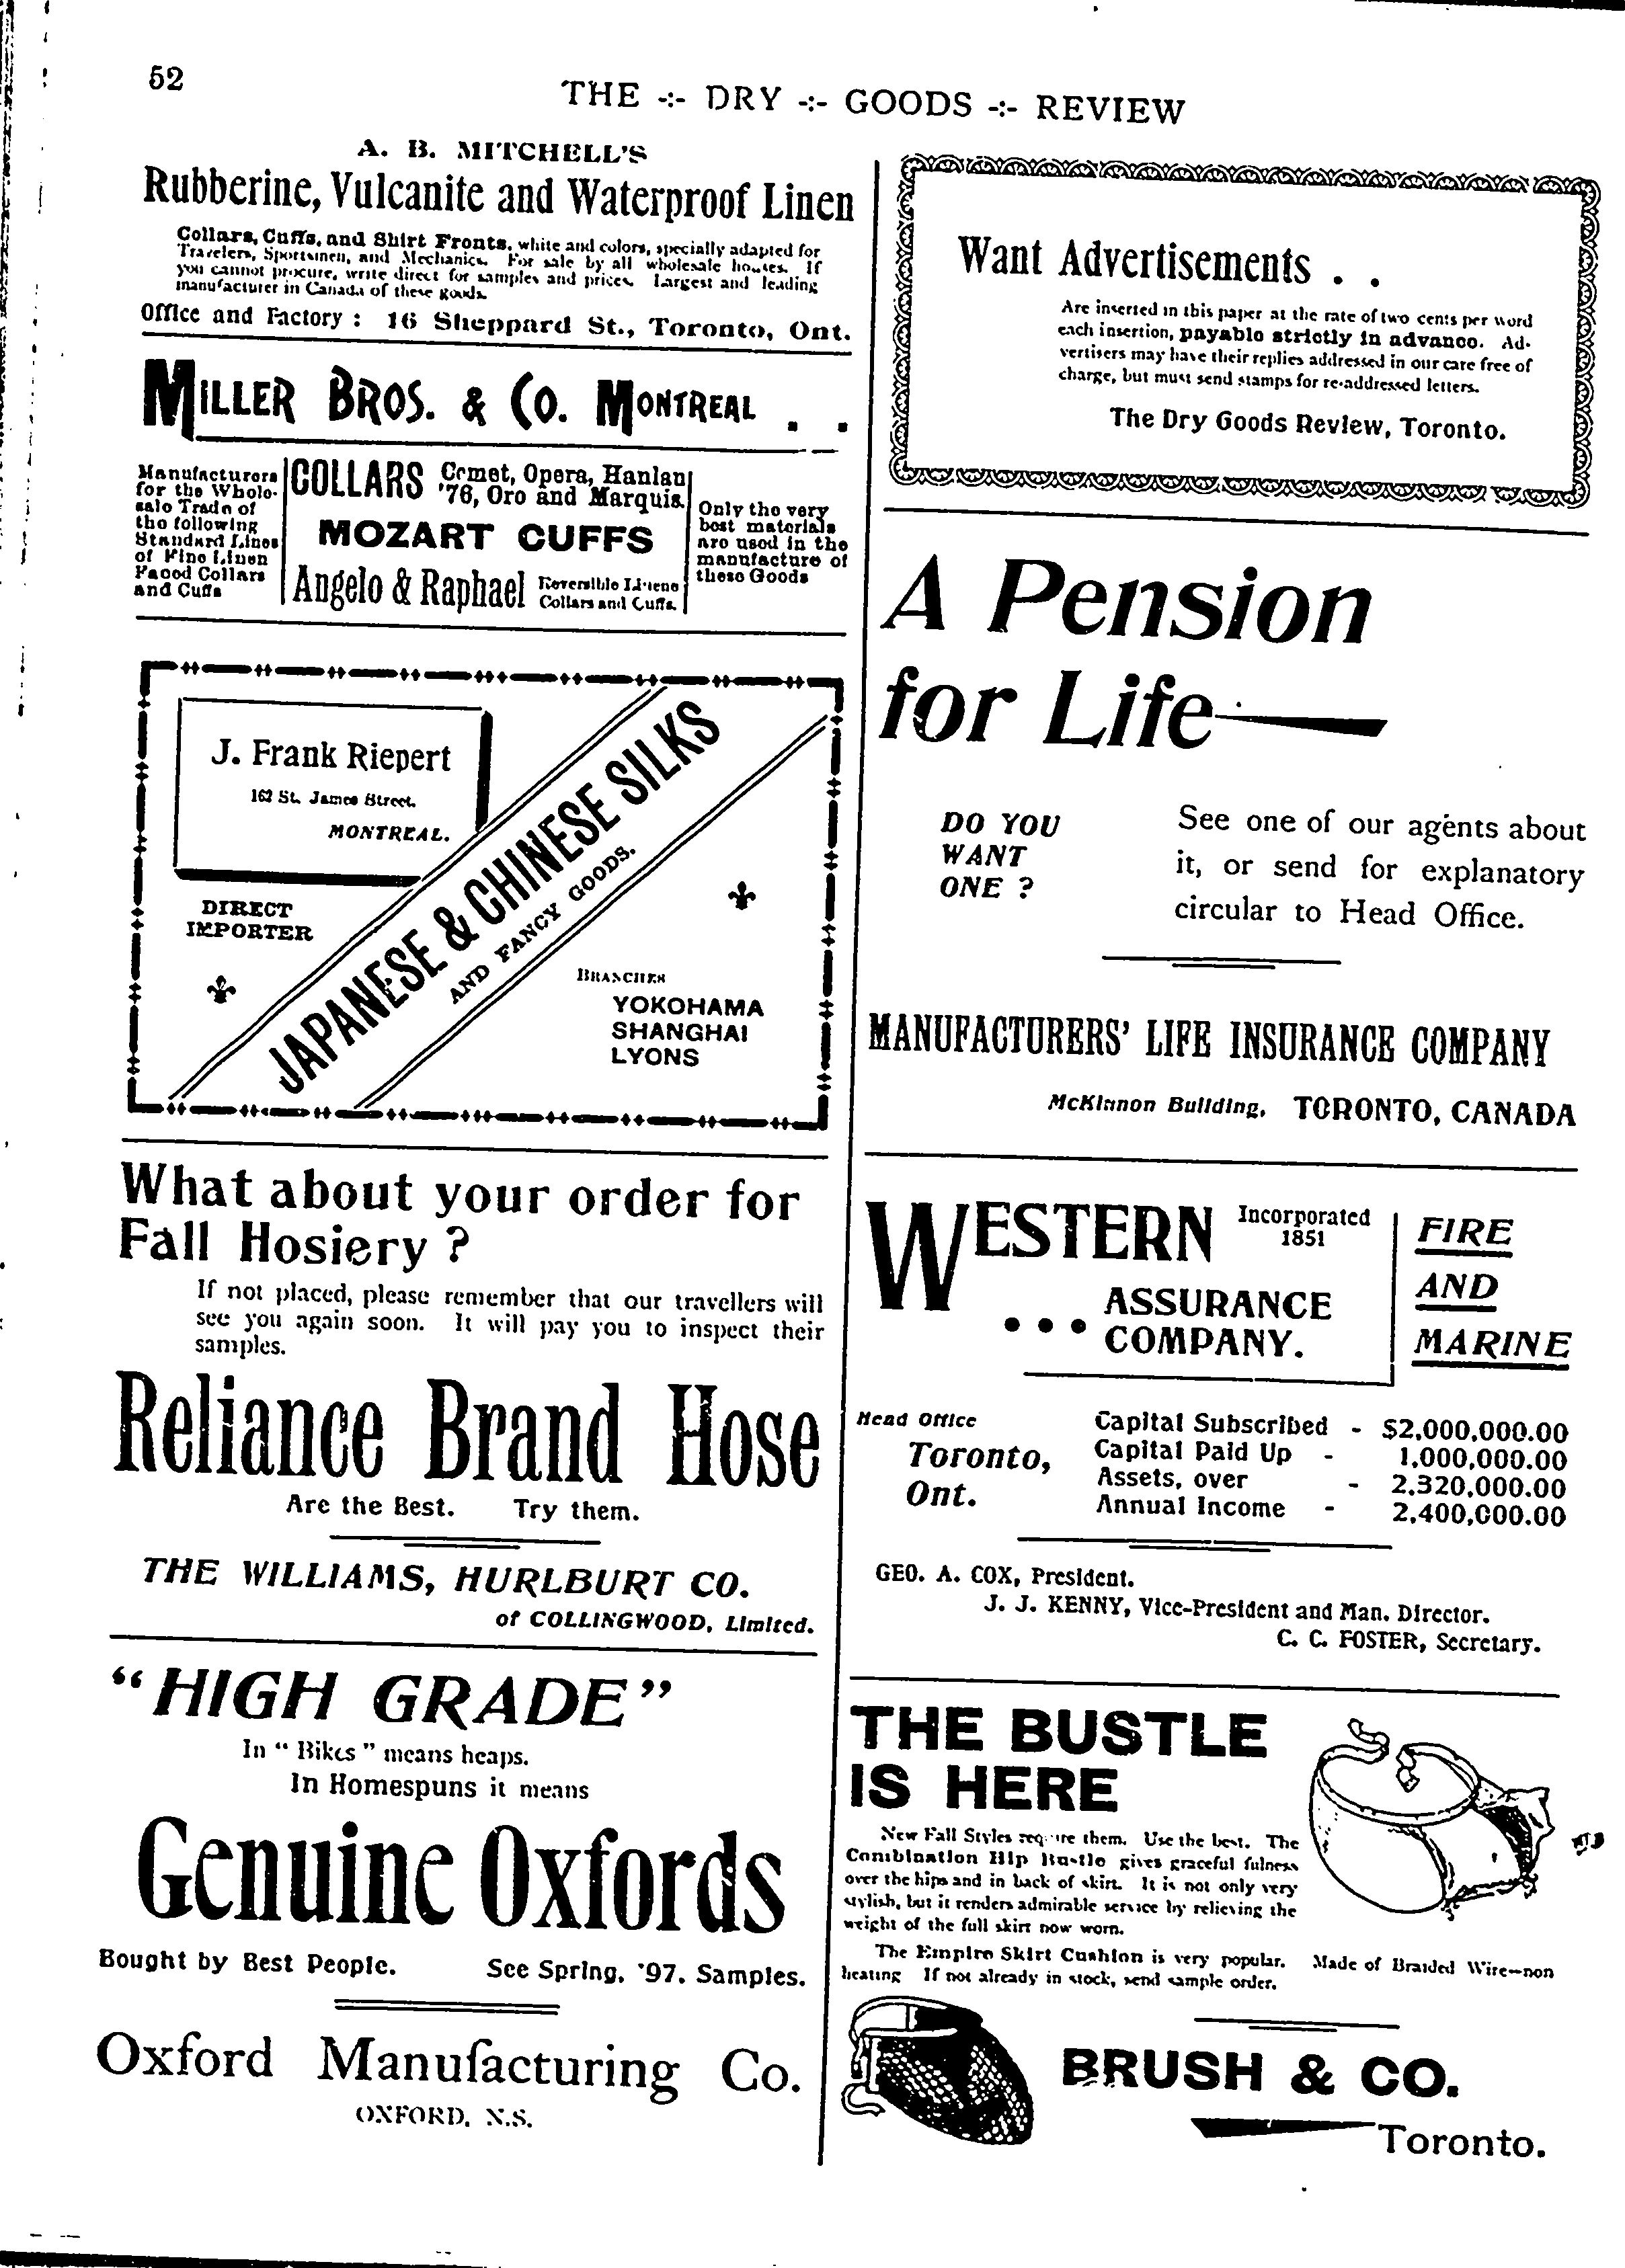 52
THE -:- DRY -:- GOODS -:- REVIEW
A. B. MITCHELL'S
Rubberine, Vulcanite and Waterproof Linen
Collars, Cuffs, and Shirt Fronts, white and colors, specially adapted for
Travelers, Sportsmen, and Mechanics. For sale by all wholesale houses. If
you cannot procure, write direct for samples and prices. Largest and leading
manufacturer in Canada of these goods.
Office and Factory : 16 Sheppard St., Toronto, Ont.
MILLER BROS. & CO. MONTREAL . .
Manufacturers
for the Whole-
sale Trade of
the following
Standard Lines
of Fine Linen
Faced Collars
and Cuffs
COLLARS Comet, Opera, Hanlan
'76, Oro and Marquis.
MOZART CUFFS
Angelo & Raphael Reversible Linene
Collars and Cuffs.
Only the very
best materials
are used in the
manufacture of
these Goods
J. Frank Riepert
162 St. James Street.
MONTREAL.
DIRECT
IMPORTER
JAPANESE & CHINESE SILKS
AND FANCY GOODS.
BRANCHES
YOKOHAMA
SHANGHAI
LYONS
What about your order for
Fall Hosiery ?
If not placed, please remember that our travellers will
see you again soon. It will pay you to inspect their
samples.
Reliance Brand Hose
Are the Best. Try them.
THE WILLIAMS, HURLBURT CO.
of COLLINGWOOD, Limited.
"HIGH GRADE"
In " Bikes " means heaps.
In Homespuns it means
Genuine Oxfords
Bought by Best People. See Spring, '97, Samples.
Oxford Manufacturing Co.
OXFORD, N.S.
Want Advertisements . .
Are inserted in this paper at the rate of two cents per word
each insertion, payable strictly in advance. Ad-
vertisers may have their replies addressed in our care free of
charge, but must send stamps for re-addressed letters.
The Dry Goods Review, Toronto.
A Pension
for Life
DO YOU
WANT
ONE ?
See one of our agents about
it, or send for explanatory
circular to Head Office.
MANUFACTURERS' LIFE INSURANCE COMPANY
McKinnon Building, TORONTO, CANADA
WESTERN Incorporated
1851
. . . ASSURANCE
COMPANY.
FIRE
AND
MARINE
Head Office
Toronto,
Ont.
Capital Subscribed - $2,000,000.00
Capital Paid Up - 1,000,000.00
Assets, over - 2,320,000.00
Annual Income - 2,400,000.00
GEO. A. COX, President.
J. J. KENNY, Vice-President and Man. Director.
C. C. FOSTER, Secretary.
THE BUSTLE
IS HERE
New Fall Styles require them. Use the best. The
Combination Hip Bustle gives graceful fulness
over the hips and in back of skirt. It is not only very
stylish, but it renders admirable service by relieving the
weight of the full skirt now worn.
The Empire Skirt Cushion is very popular. Made of Braided Wire—non
heating If not already in stock, send sample order.
BRUSH & CO.
Toronto.